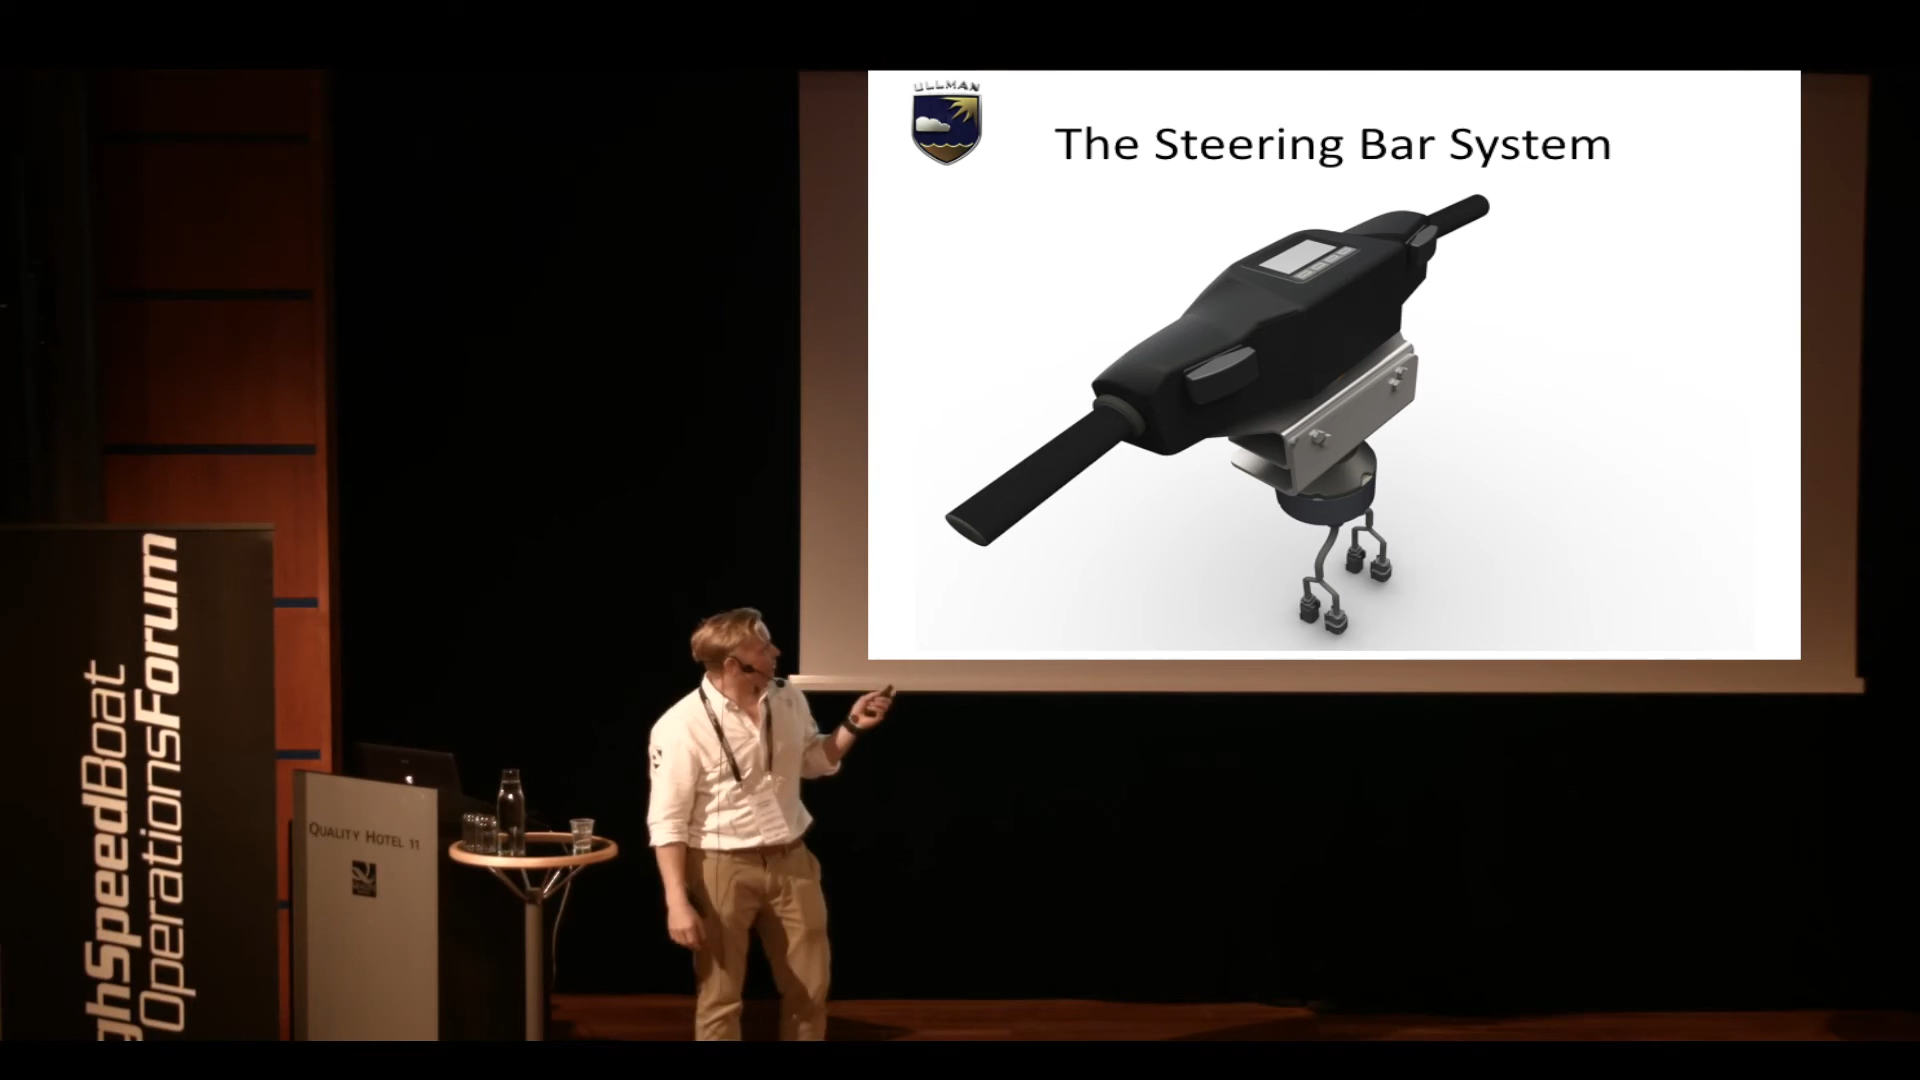 ULLMAN
The Steering Bar System
ghSpeedBoat
OperationsForum
QUALITY HOTEL 11